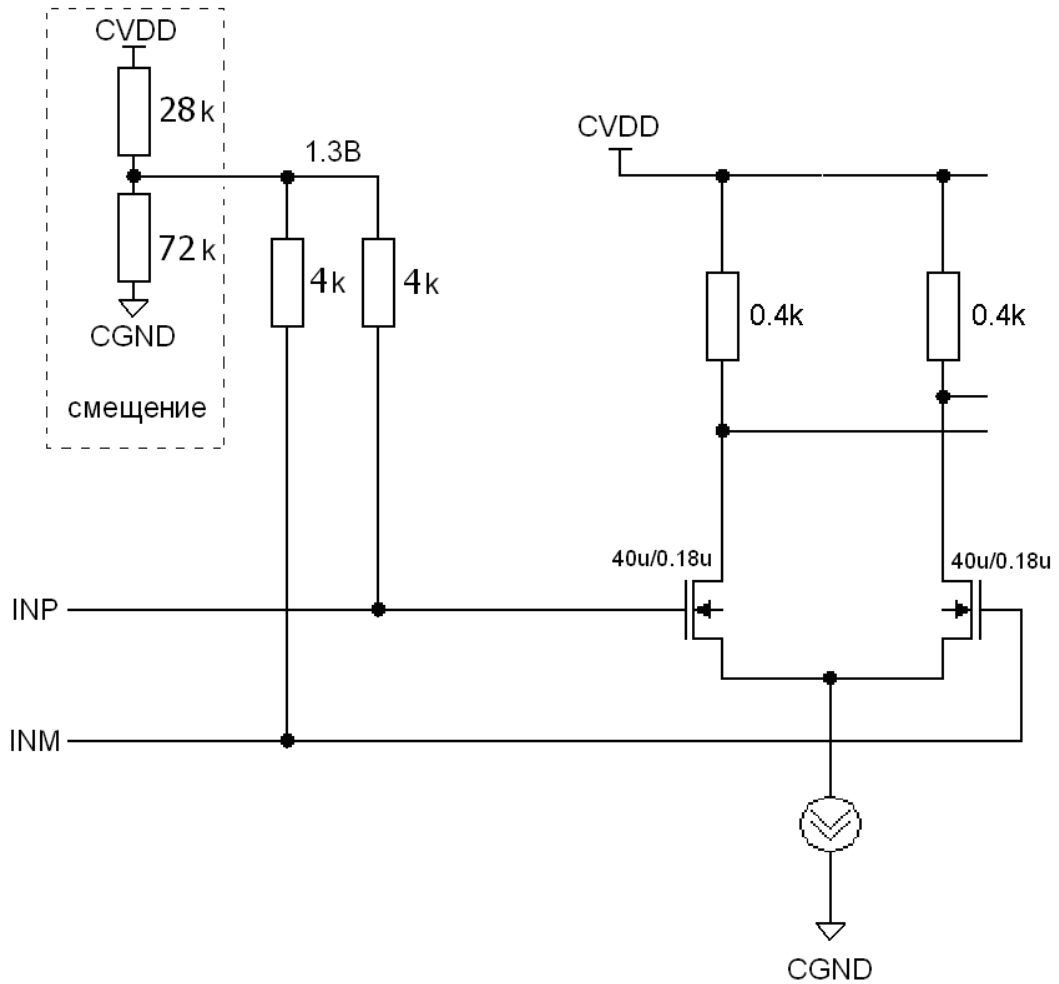 CVDD
28k
1.3В
72k
4k
4k
CGND
смещение
CVDD
0.4k
0.4k
40u/0.18u
40u/0.18u
INP
INM
CGND